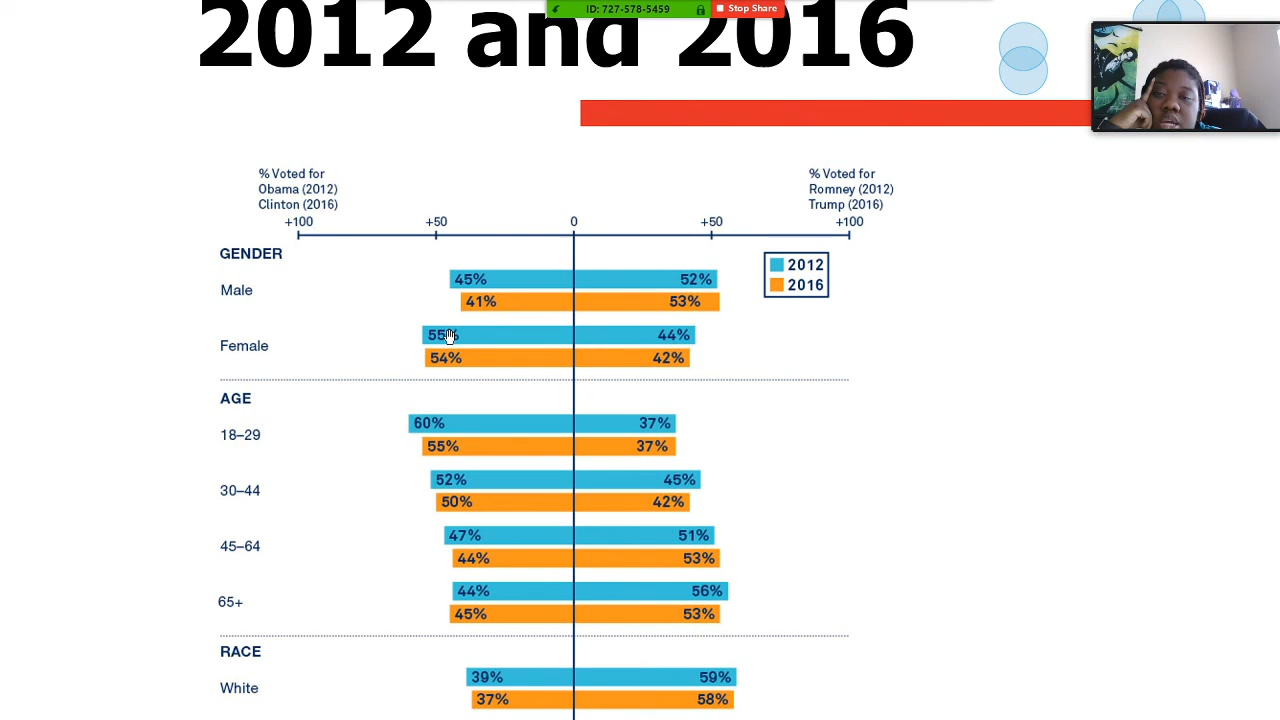 2012 and 2016
ID: 727-578-5459
Stop Share
% Voted for
Obama (2012)
Clinton (2016)
% Voted for
Romney (2012)
Trump (2016)
+100 +50 0 +50 +100
GENDER
2012
2016
Male
45% 52%
41% 53%
Female
55% 44%
54% 42%
AGE
18–29
60% 37%
55% 37%
30–44
52% 45%
50% 42%
45–64
47% 51%
44% 53%
65+
44% 56%
45% 53%
RACE
White
39% 59%
37% 58%